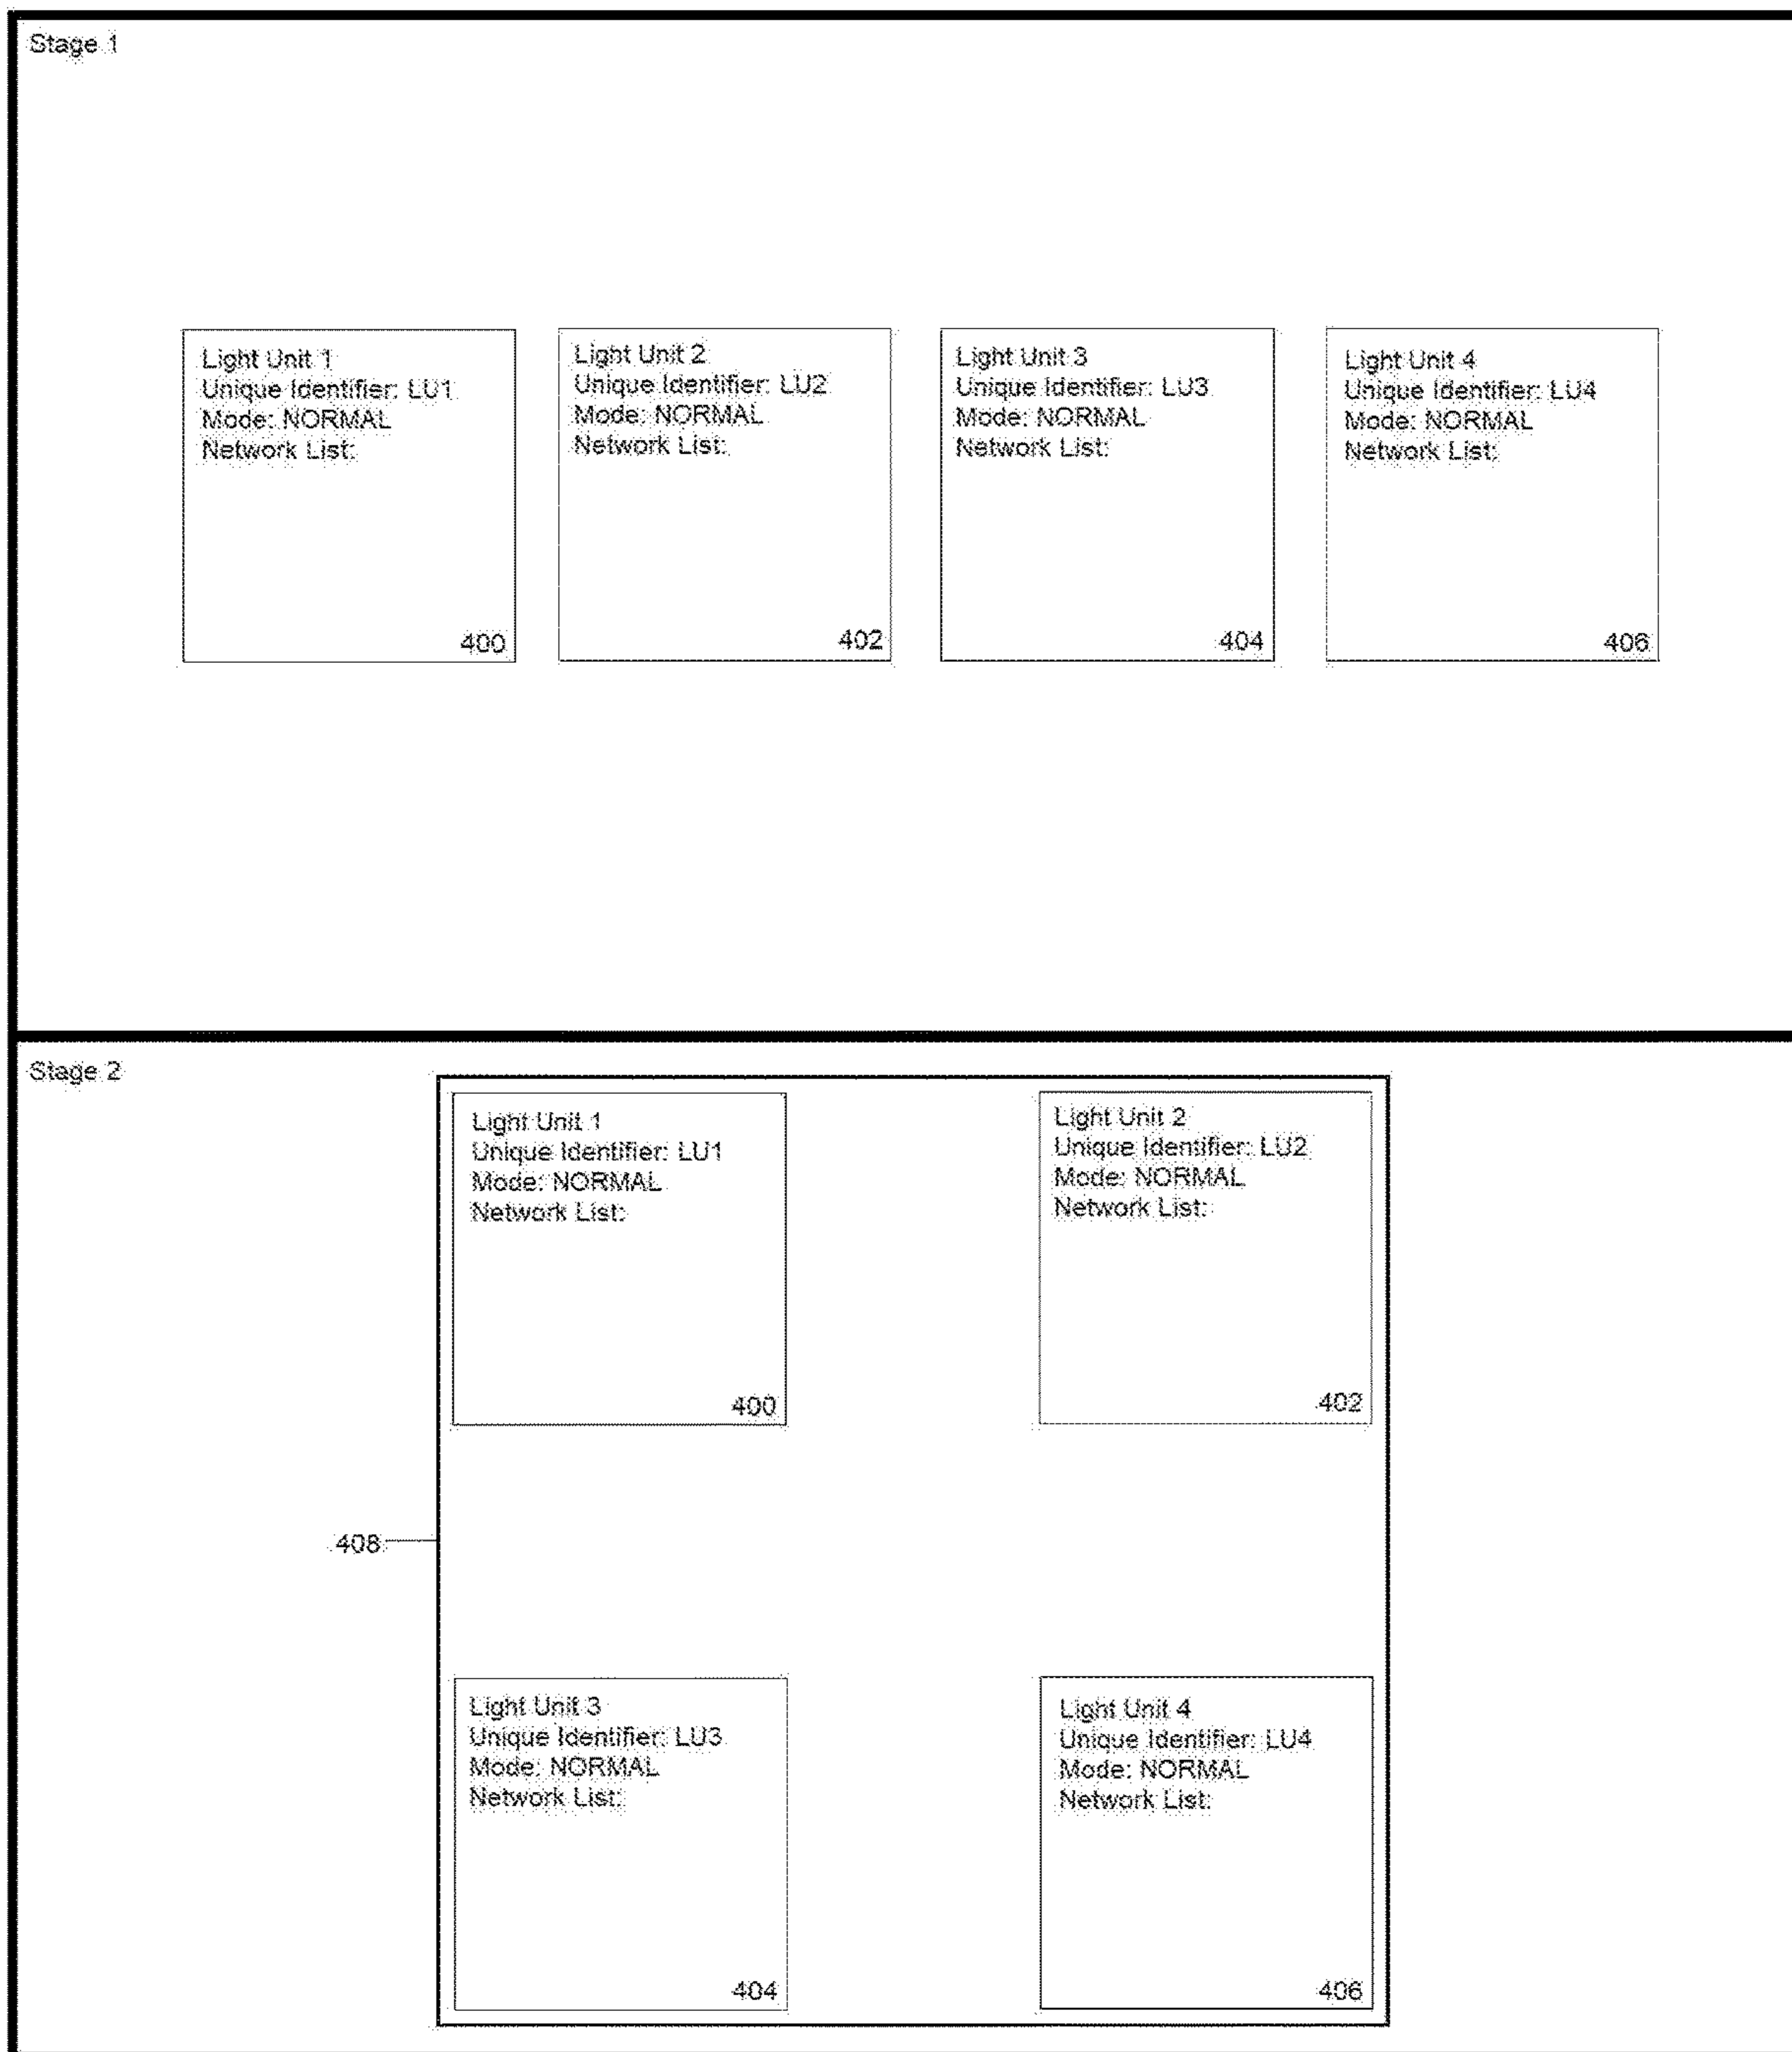 Stage 1
Light Unit 1
Unique Identifier: LU1
Mode: NORMAL
Network List:
400
Light Unit 2
Unique Identifier: LU2
Mode: NORMAL
Network List:
402
Light Unit 3
Unique Identifier: LU3
Mode: NORMAL
Network List:
404
Light Unit 4
Unique Identifier: LU4
Mode: NORMAL
Network List:
406
Stage 2
Light Unit 1
Unique Identifier: LU1
Mode: NORMAL
Network List:
400
Light Unit 2
Unique Identifier: LU2
Mode: NORMAL
Network List:
402
408
Light Unit 3
Unique Identifier: LU3
Mode: NORMAL
Network List:
404
Light Unit 4
Unique Identifier: LU4
Mode: NORMAL
Network List:
406